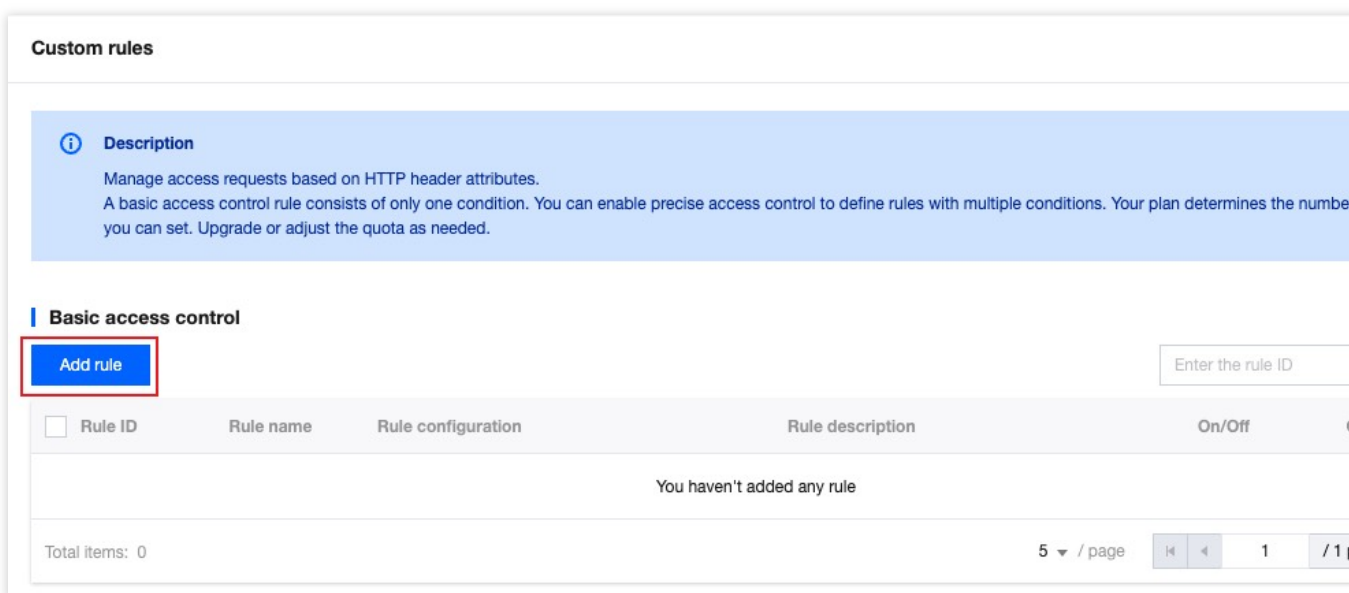 Custom rules
Description
Manage access requests based on HTTP header attributes.
A basic access control rule consists of only one condition. You can enable precise access control to define rules with multiple conditions. Your plan determines the numbe
you can set. Upgrade or adjust the quota as needed.
Basic access control
Add rule
Enter the rule ID
Rule ID Rule name Rule configuration Rule description On/Off
You haven't added any rule
Total items: 0 5 / page 1 / 1 p